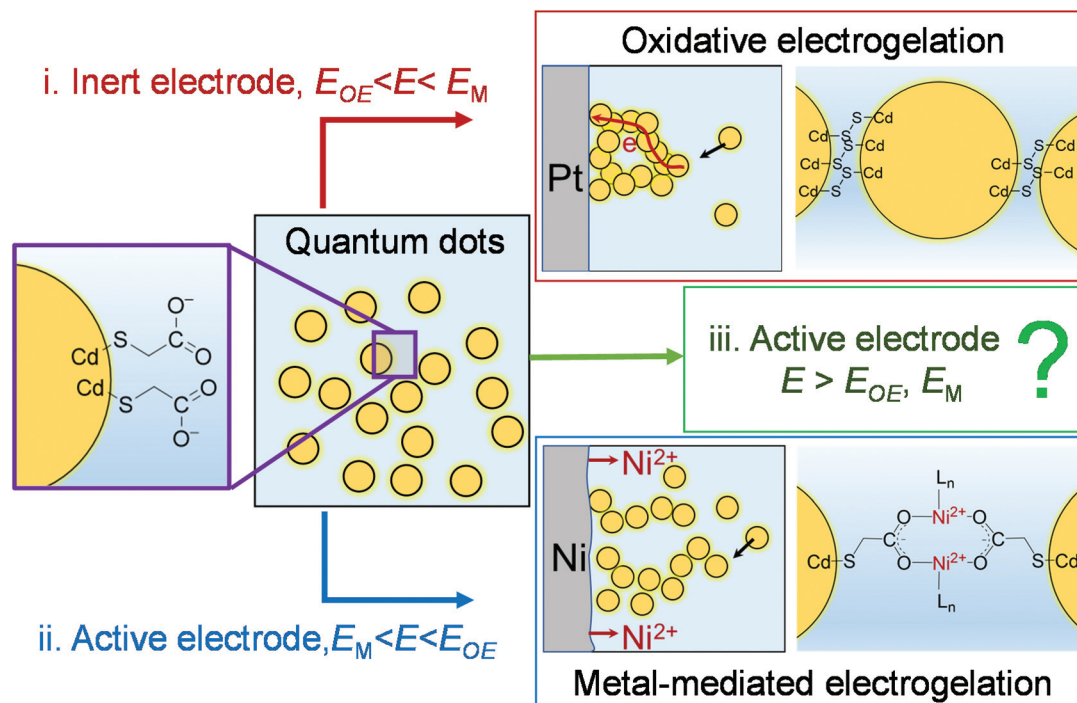 i. Inert electrode, E_OE<E< E_M
Oxidative electrogelation
Pt
e
Cd S S Cd
Cd S S Cd
Cd S S Cd
Cd S S Cd
Cd S S Cd
Quantum dots
O⁻
S O
Cd
Cd O
S
O⁻
iii. Active electrode ?
E > E_OE, E_M
Ni
Ni²⁺
Ni²⁺
L_n
O Ni²⁺ O
Cd S C⁻ C⁻ S Cd
O Ni²⁺ O
L_n
ii. Active electrode,E_M<E<E_OE
Metal-mediated electrogelation